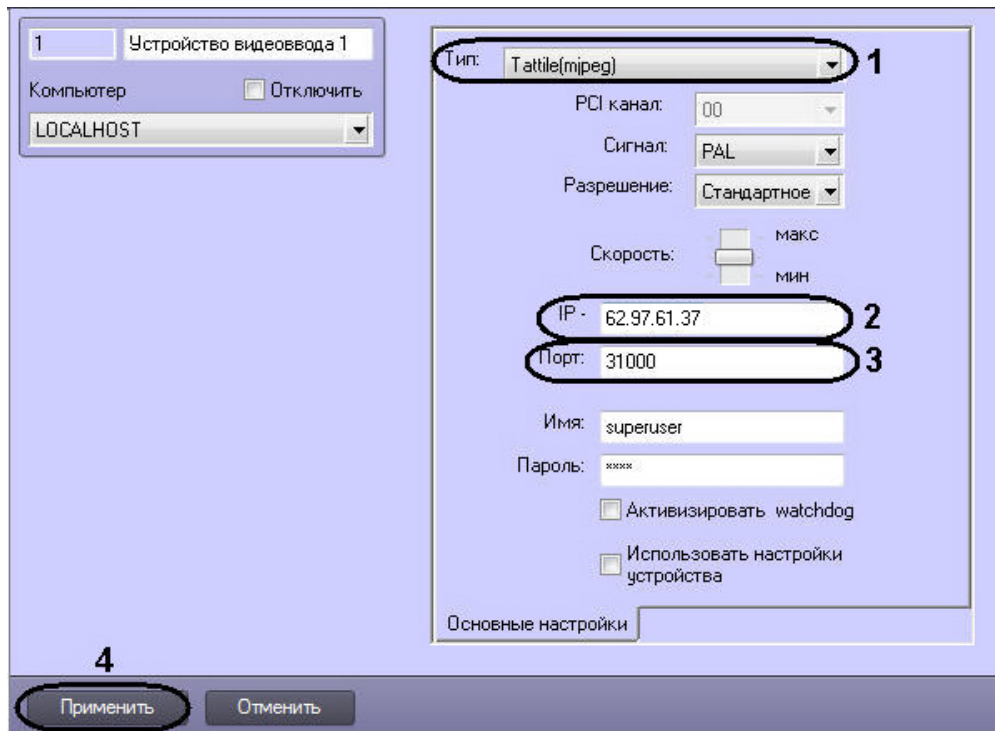 1 Устройство видеоввода 1
Компьютер Отключить
LOCALHOST
Тип: Tattile(mjpeg) 1
PCI канал: 00
Сигнал: PAL
Разрешение: Стандартное
Скорость: макс
мин
IP - 62.97.61.37 2
Порт: 31000 3
Имя: superuser
Пароль: ××××
Активизировать watchdog
Использовать настройки
устройства
Основные настройки
4
Применить Отменить